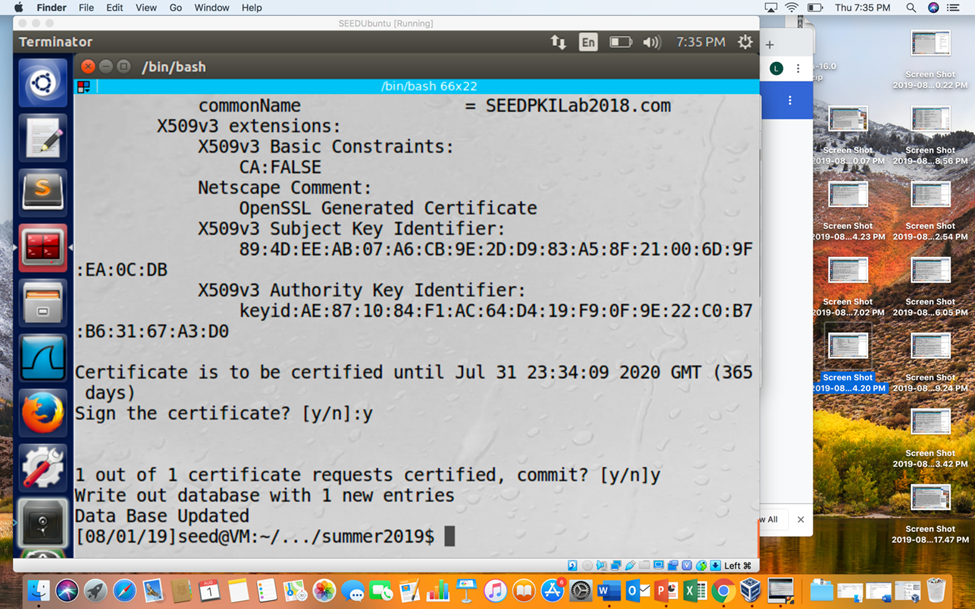 Finder File Edit View Go Window Help Thu 7:35 PM
SEEDUbuntu [Running]
Terminator En 7:35 PM
/bin/bash
/bin/bash 66x22
commonName = SEEDPKILab2018.com
X509v3 extensions:
X509v3 Basic Constraints:
CA:FALSE
Netscape Comment:
OpenSSL Generated Certificate
X509v3 Subject Key Identifier:
89:4D:EE:AB:07:A6:CB:9E:2D:D9:83:A5:8F:21:00:6D:9F
:EA:0C:DB
X509v3 Authority Key Identifier:
keyid:AE:87:10:84:F1:AC:64:D4:19:F9:0F:9E:22:C0:B7
:B6:31:67:A3:D0
Certificate is to be certified until Jul 31 23:34:09 2020 GMT (365
days)
Sign the certificate? [y/n]:y
1 out of 1 certificate requests certified, commit? [y/n]y
Write out database with 1 new entries
Data Base Updated
[08/01/19]seed@VM:~/.../summer2019$
Left ⌘
-16.0
zip
L
w All
Screen Shot
2019-08...0.22 PM
Screen Shot
2019-08...0.07 PM
Screen Shot
2019-08...8.56 PM
Screen Shot
2019-08...4.23 PM
Screen Shot
2019-08...2.54 PM
Screen Shot
2019-08...7.02 PM
Screen Shot
2019-08...6.05 PM
Screen Shot
2019-08...4.20 PM
Screen Shot
2019-08...9.24 PM
Screen Shot
2019-08...3.42 PM
Screen Shot
2019-08...17.47 PM